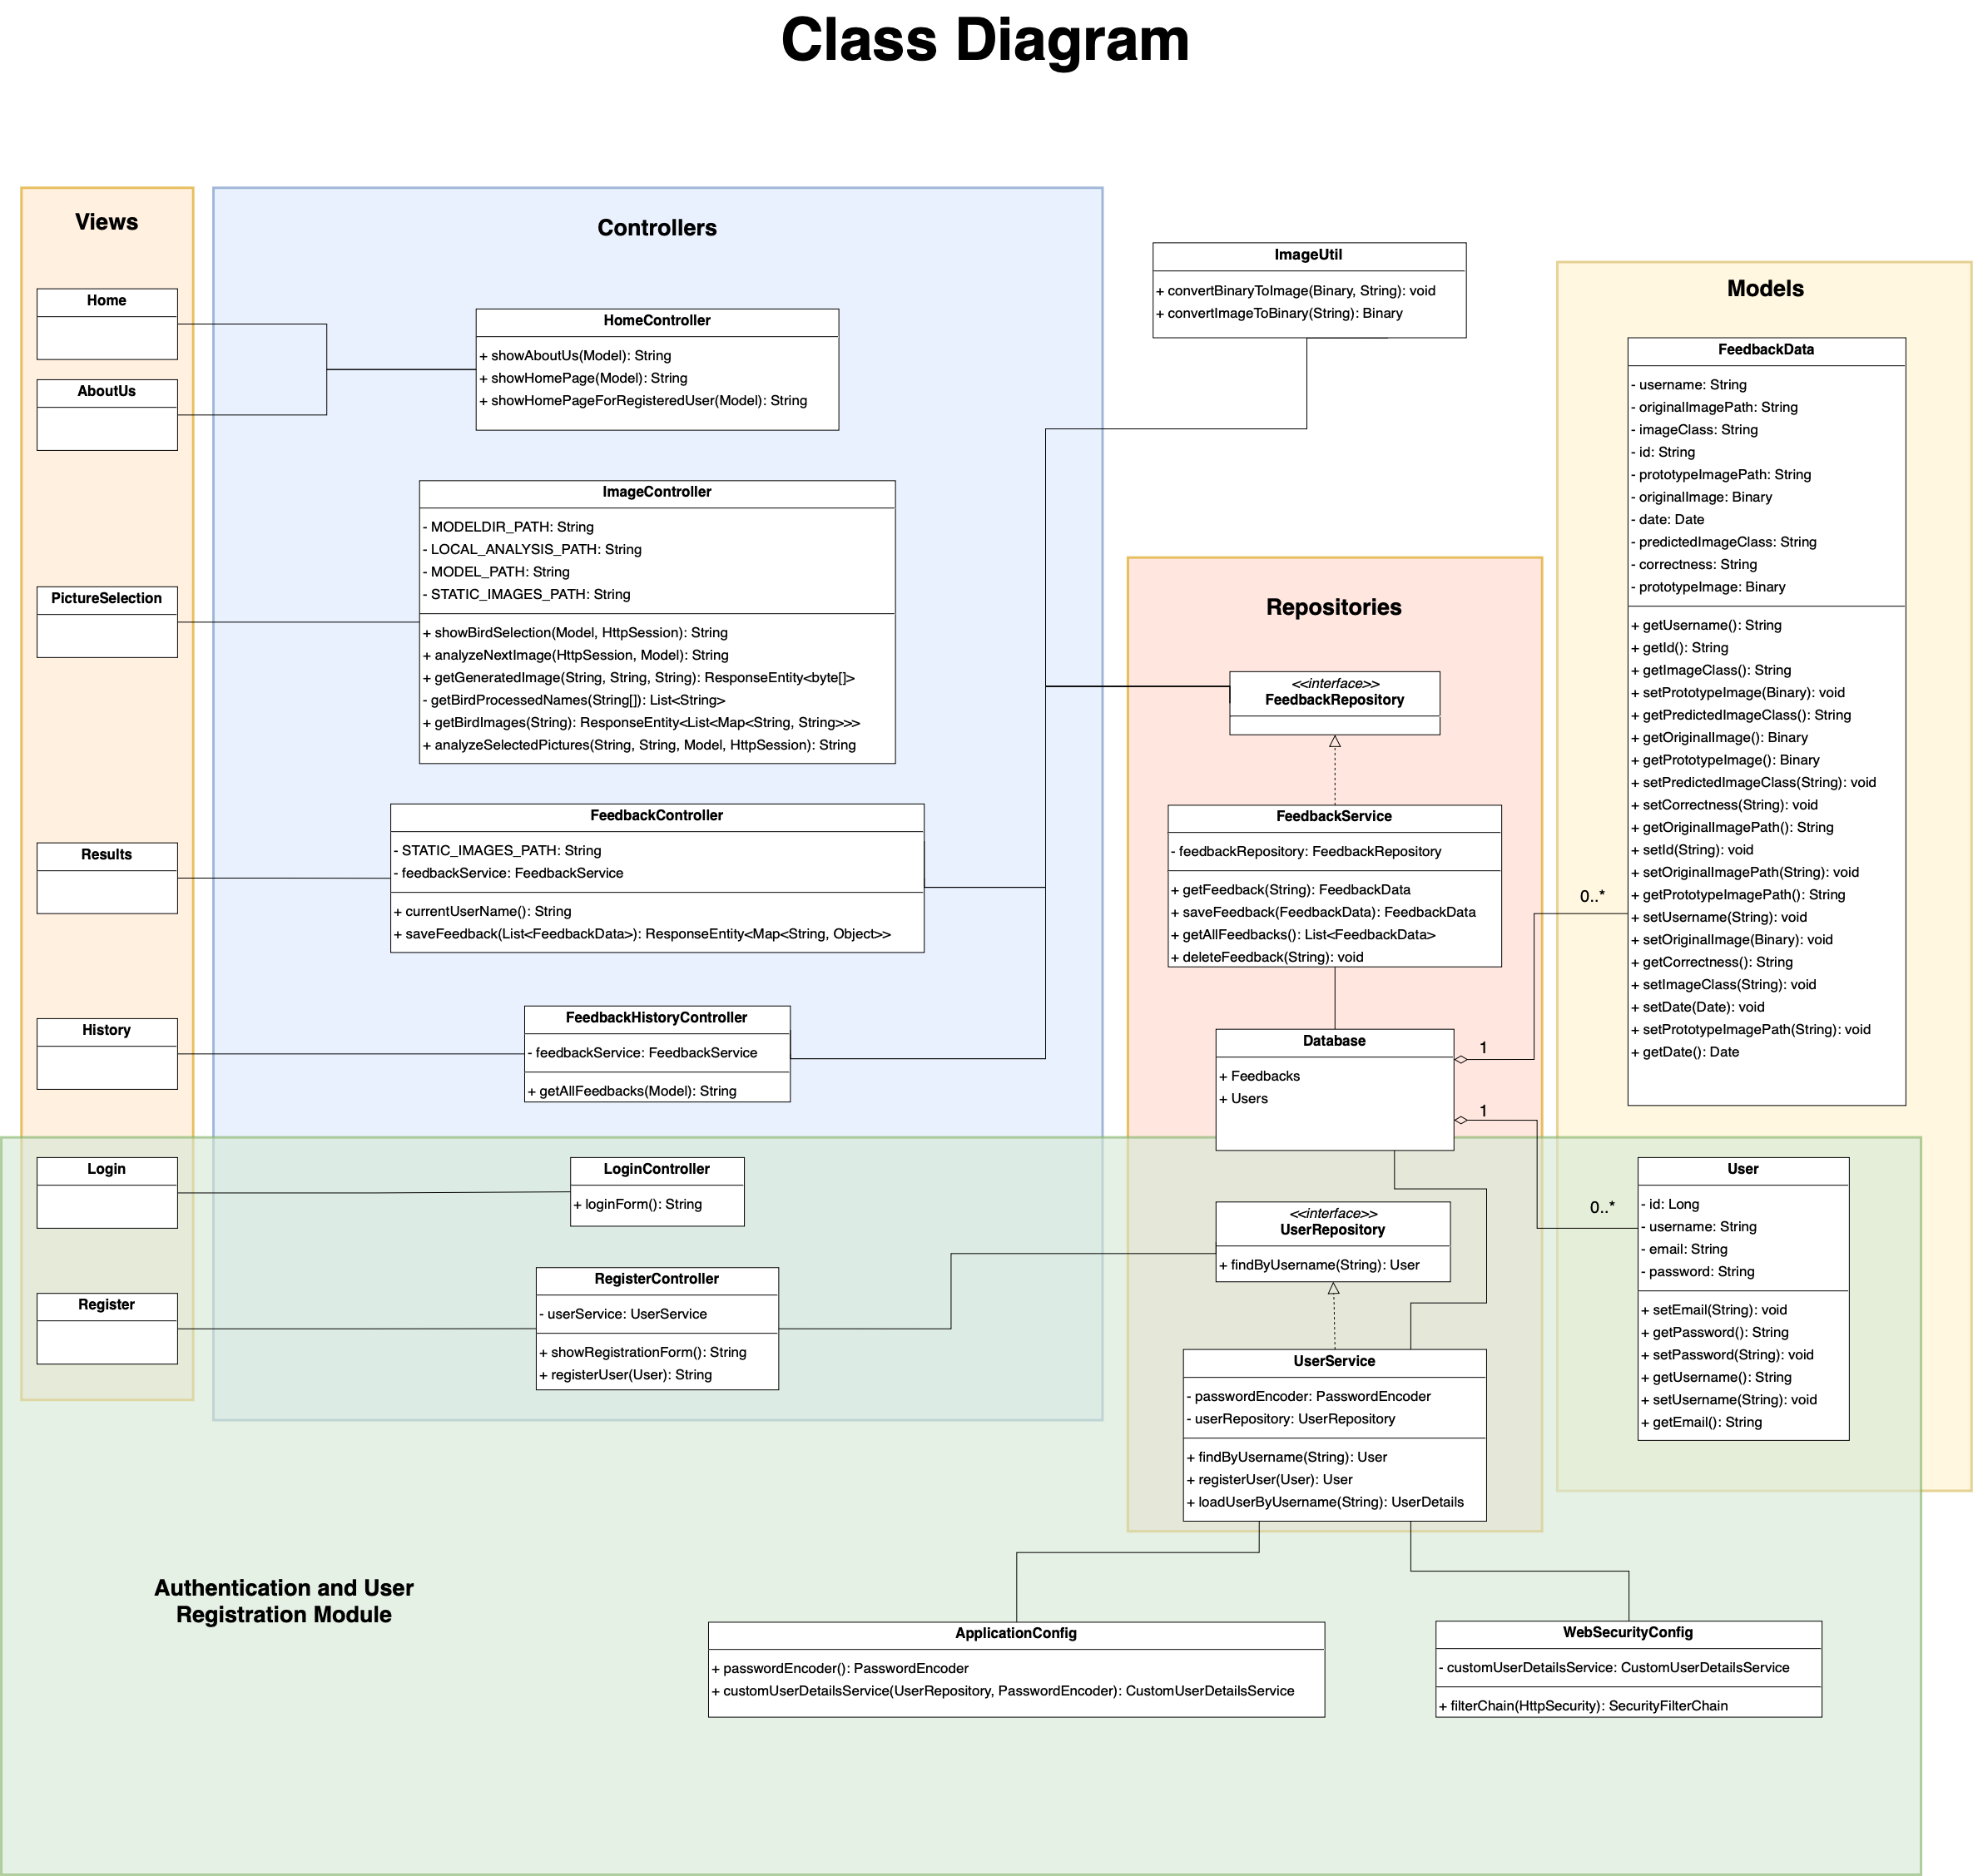 Class Diagram
Views
Home
AboutUs
PictureSelection
Results
History
Login
Register
Controllers
HomeController
+ showAboutUs(Model): String
+ showHomePage(Model): String
+ showHomePageForRegisteredUser(Model): String
ImageController
- MODELDIR_PATH: String
- LOCAL_ANALYSIS_PATH: String
- MODEL_PATH: String
- STATIC_IMAGES_PATH: String
+ showBirdSelection(Model, HttpSession): String
+ analyzeNextImage(HttpSession, Model): String
+ getGeneratedImage(String, String, String): ResponseEntity<byte[]>
- getBirdProcessedNames(String[]): List<String>
+ getBirdImages(String): ResponseEntity<List<Map<String, String>>>
+ analyzeSelectedPictures(String, String, Model, HttpSession): String
FeedbackController
- STATIC_IMAGES_PATH: String
- feedbackService: FeedbackService
+ currentUserName(): String
+ saveFeedback(List<FeedbackData>): ResponseEntity<Map<String, Object>>
FeedbackHistoryController
- feedbackService: FeedbackService
+ getAllFeedbacks(Model): String
LoginController
+ loginForm(): String
RegisterController
- userService: UserService
+ showRegistrationForm(): String
+ registerUser(User): String
ImageUtil
+ convertBinaryToImage(Binary, String): void
+ convertImageToBinary(String): Binary
Repositories
<<interface>>
FeedbackRepository
FeedbackService
- feedbackRepository: FeedbackRepository
+ getFeedback(String): FeedbackData
+ saveFeedback(FeedbackData): FeedbackData
+ getAllFeedbacks(): List<FeedbackData>
+ deleteFeedback(String): void
Database
+ Feedbacks
+ Users
1
1
0..*
0..*
<<interface>>
UserRepository
+ findByUsername(String): User
UserService
- passwordEncoder: PasswordEncoder
- userRepository: UserRepository
+ findByUsername(String): User
+ registerUser(User): User
+ loadUserByUsername(String): UserDetails
Models
FeedbackData
- username: String
- originalImagePath: String
- imageClass: String
- id: String
- prototypeImagePath: String
- originalImage: Binary
- date: Date
- predictedImageClass: String
- correctness: String
- prototypeImage: Binary
+ getUsername(): String
+ getId(): String
+ getImageClass(): String
+ setPrototypeImage(Binary): void
+ getPredictedImageClass(): String
+ getOriginalImage(): Binary
+ getPrototypeImage(): Binary
+ setPredictedImageClass(String): void
+ setCorrectness(String): void
+ getOriginalImagePath(): String
+ setId(String): void
+ setOriginalImagePath(String): void
+ getPrototypeImagePath(): String
+ setUsername(String): void
+ setOriginalImage(Binary): void
+ getCorrectness(): String
+ setImageClass(String): void
+ setDate(Date): void
+ setPrototypeImagePath(String): void
+ getDate(): Date
User
- id: Long
- username: String
- email: String
- password: String
+ setEmail(String): void
+ getPassword(): String
+ setPassword(String): void
+ getUsername(): String
+ setUsername(String): void
+ getEmail(): String
Authentication and User
Registration Module
ApplicationConfig
+ passwordEncoder(): PasswordEncoder
+ customUserDetailsService(UserRepository, PasswordEncoder): CustomUserDetailsService
WebSecurityConfig
- customUserDetailsService: CustomUserDetailsService
+ filterChain(HttpSecurity): SecurityFilterChain